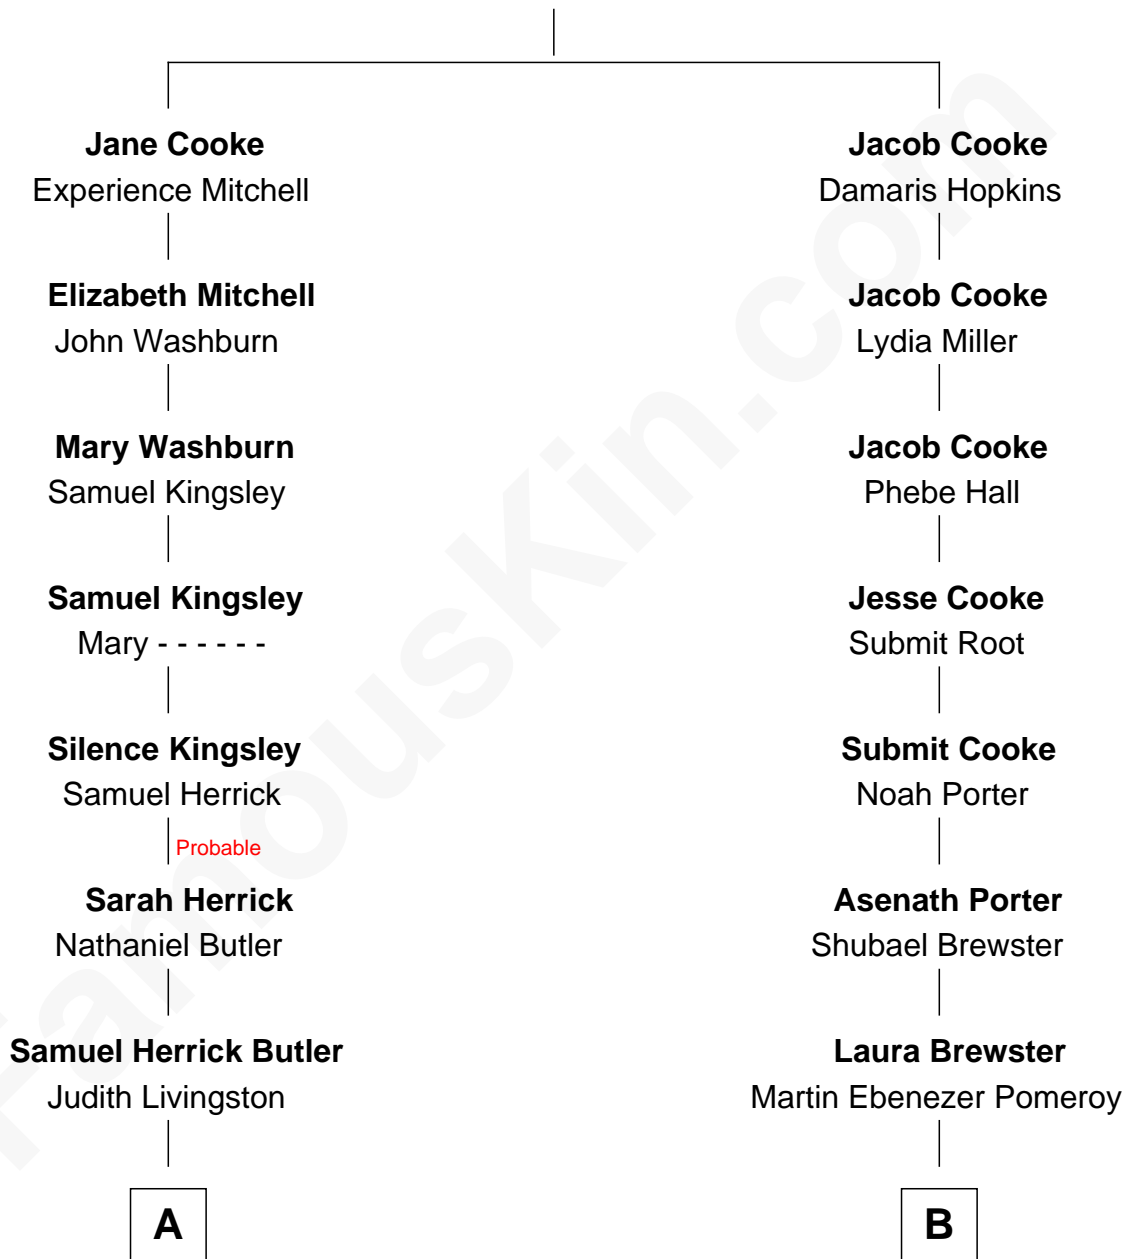 Jane Cooke
Experience Mitchell
Elizabeth Mitchell
John Washburn
Mary Washburn
Samuel Kingsley
Samuel Kingsley
Mary - - - - - -
Silence Kingsley
Samuel Herrick
Probable
Sarah Herrick
Nathaniel Butler
Samuel Herrick Butler
Judith Livingston
A
Jacob Cooke
Damaris Hopkins
Jacob Cooke
Lydia Miller
Jacob Cooke
Phebe Hall
Jesse Cooke
Submit Root
Submit Cooke
Noah Porter
Asenath Porter
Shubael Brewster
Laura Brewster
Martin Ebenezer Pomeroy
B
FamousKin.com